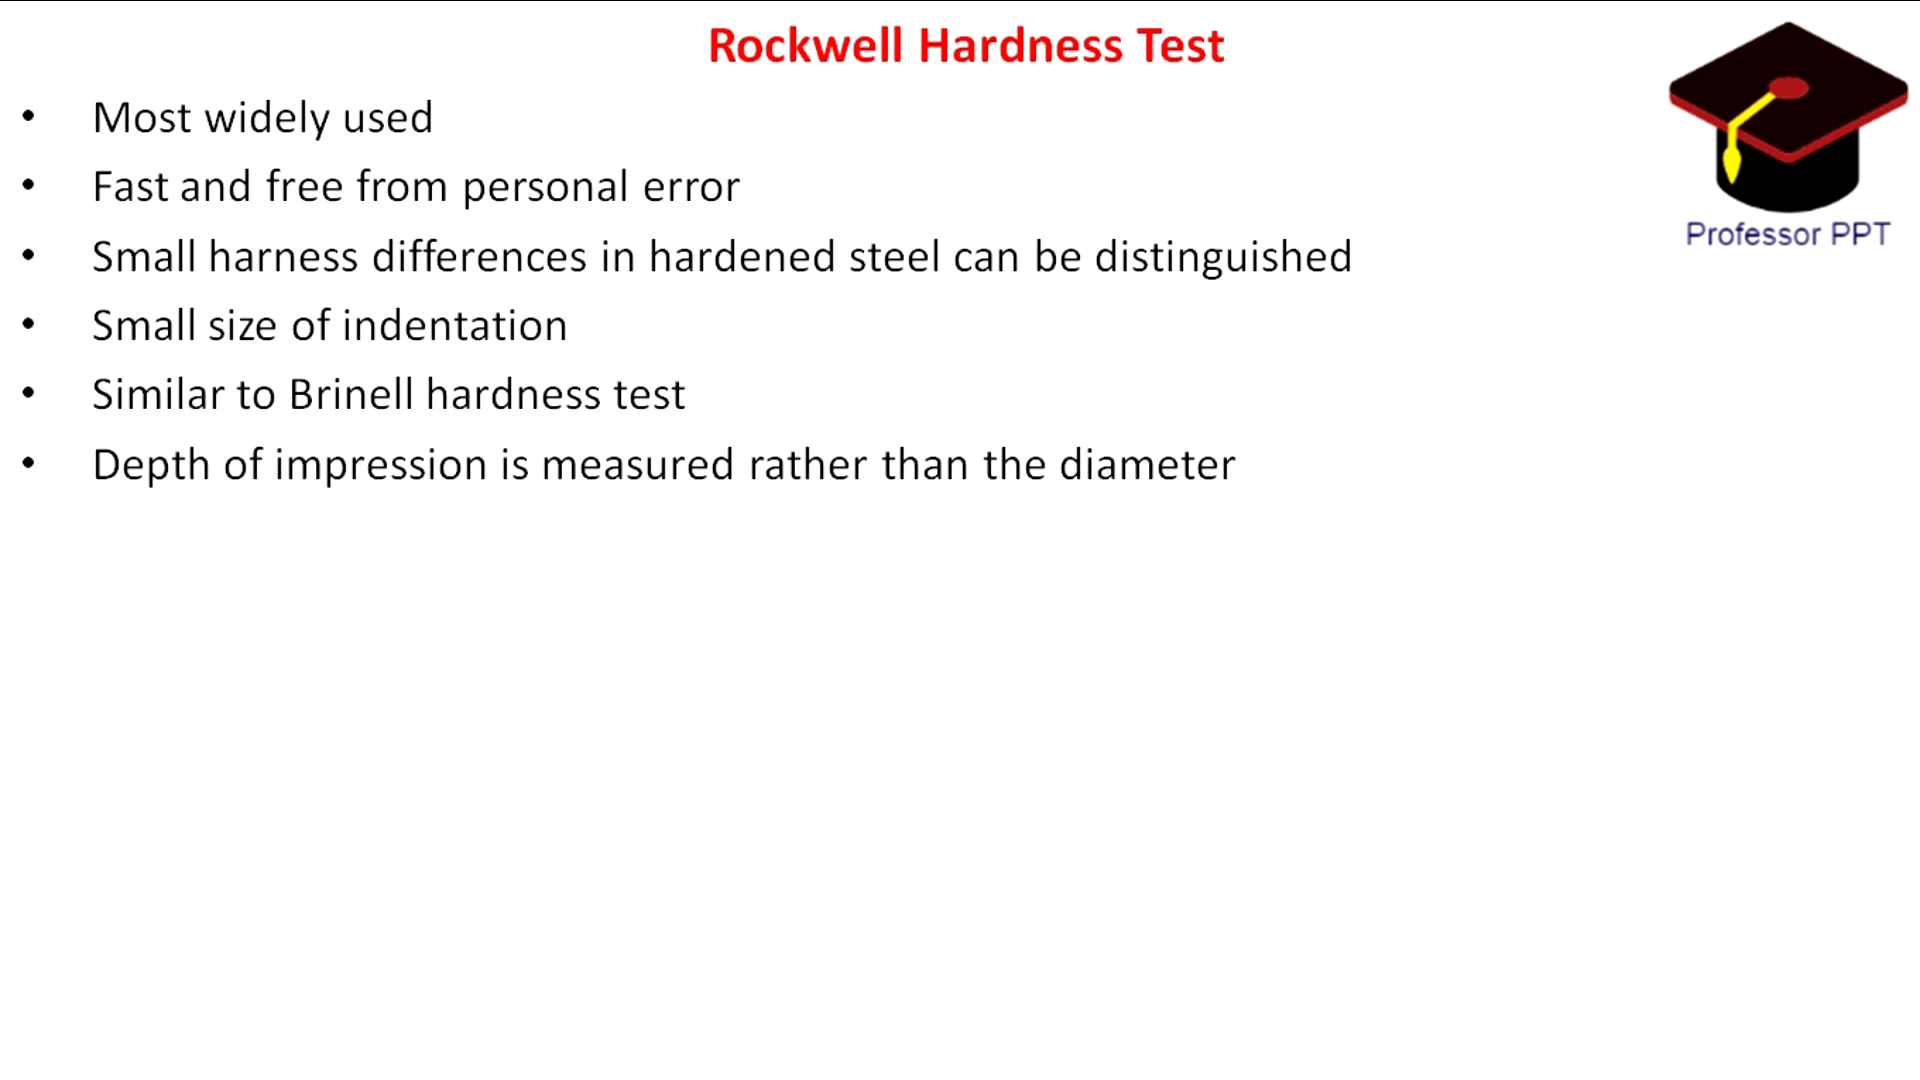 Rockwell Hardness Test
• Most widely used
• Fast and free from personal error
• Small harness differences in hardened steel can be distinguished
• Small size of indentation
• Similar to Brinell hardness test
• Depth of impression is measured rather than the diameter
Professor PPT